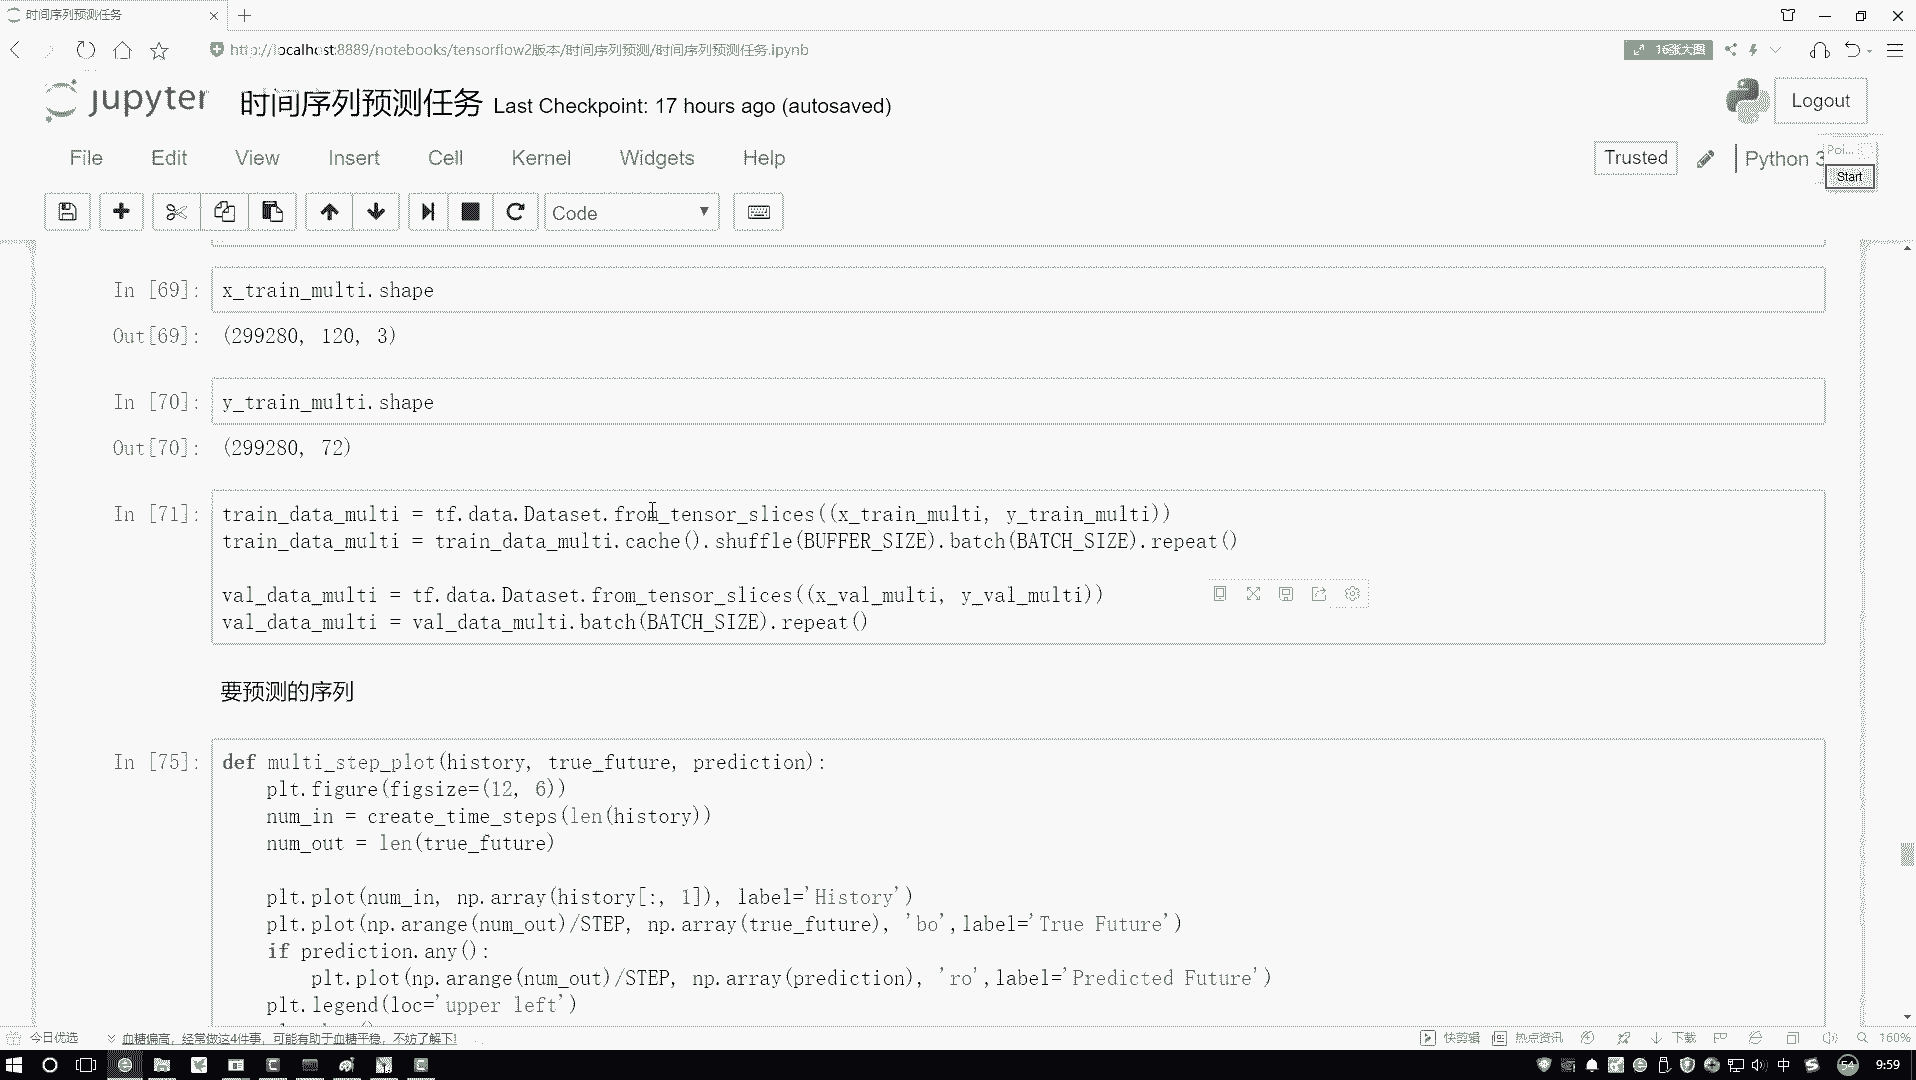 时间序列预测任务
http://localhost:8889/notebooks/tensorflow2版本/时间序列预测/时间序列预测任务.ipynb
16张大图
jupyter 时间序列预测任务 Last Checkpoint: 17 hours ago (autosaved)
Logout
File Edit View Insert Cell Kernel Widgets Help
Trusted
Python 3
Poi...
Start
Code
In [69]: x_train_multi.shape
Out[69]: (299280, 120, 3)
In [70]: y_train_multi.shape
Out[70]: (299280, 72)
In [71]: train_data_multi = tf.data.Dataset.from_tensor_slices((x_train_multi, y_train_multi))
train_data_multi = train_data_multi.cache().shuffle(BUFFER_SIZE).batch(BATCH_SIZE).repeat()
val_data_multi = tf.data.Dataset.from_tensor_slices((x_val_multi, y_val_multi))
val_data_multi = val_data_multi.batch(BATCH_SIZE).repeat()
要预测的序列
In [75]: def multi_step_plot(history, true_future, prediction):
plt.figure(figsize=(12, 6))
num_in = create_time_steps(len(history))
num_out = len(true_future)
plt.plot(num_in, np.array(history[:, 1]), label='History')
plt.plot(np.arange(num_out)/STEP, np.array(true_future), 'bo',label='True Future')
if prediction.any():
plt.plot(np.arange(num_out)/STEP, np.array(prediction), 'ro',label='Predicted Future')
plt.legend(loc='upper left')
今日优选
血糖偏高，经常做这4件事，可能有助于血糖平稳，不妨了解下!
快剪辑
热点资讯
下载
160%
中
54
9:59